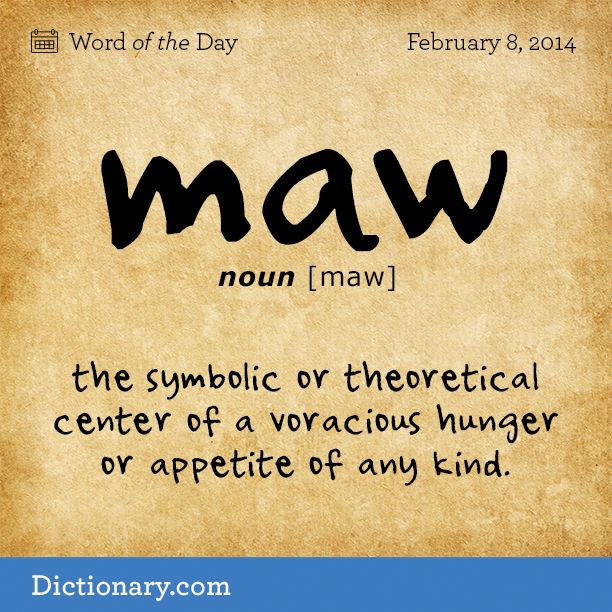 Word of the Day
February 8, 2014
maw
noun [maw]
the symbolic or theoretical
center of a voracious hunger
or appetite of any kind.
Dictionary.com